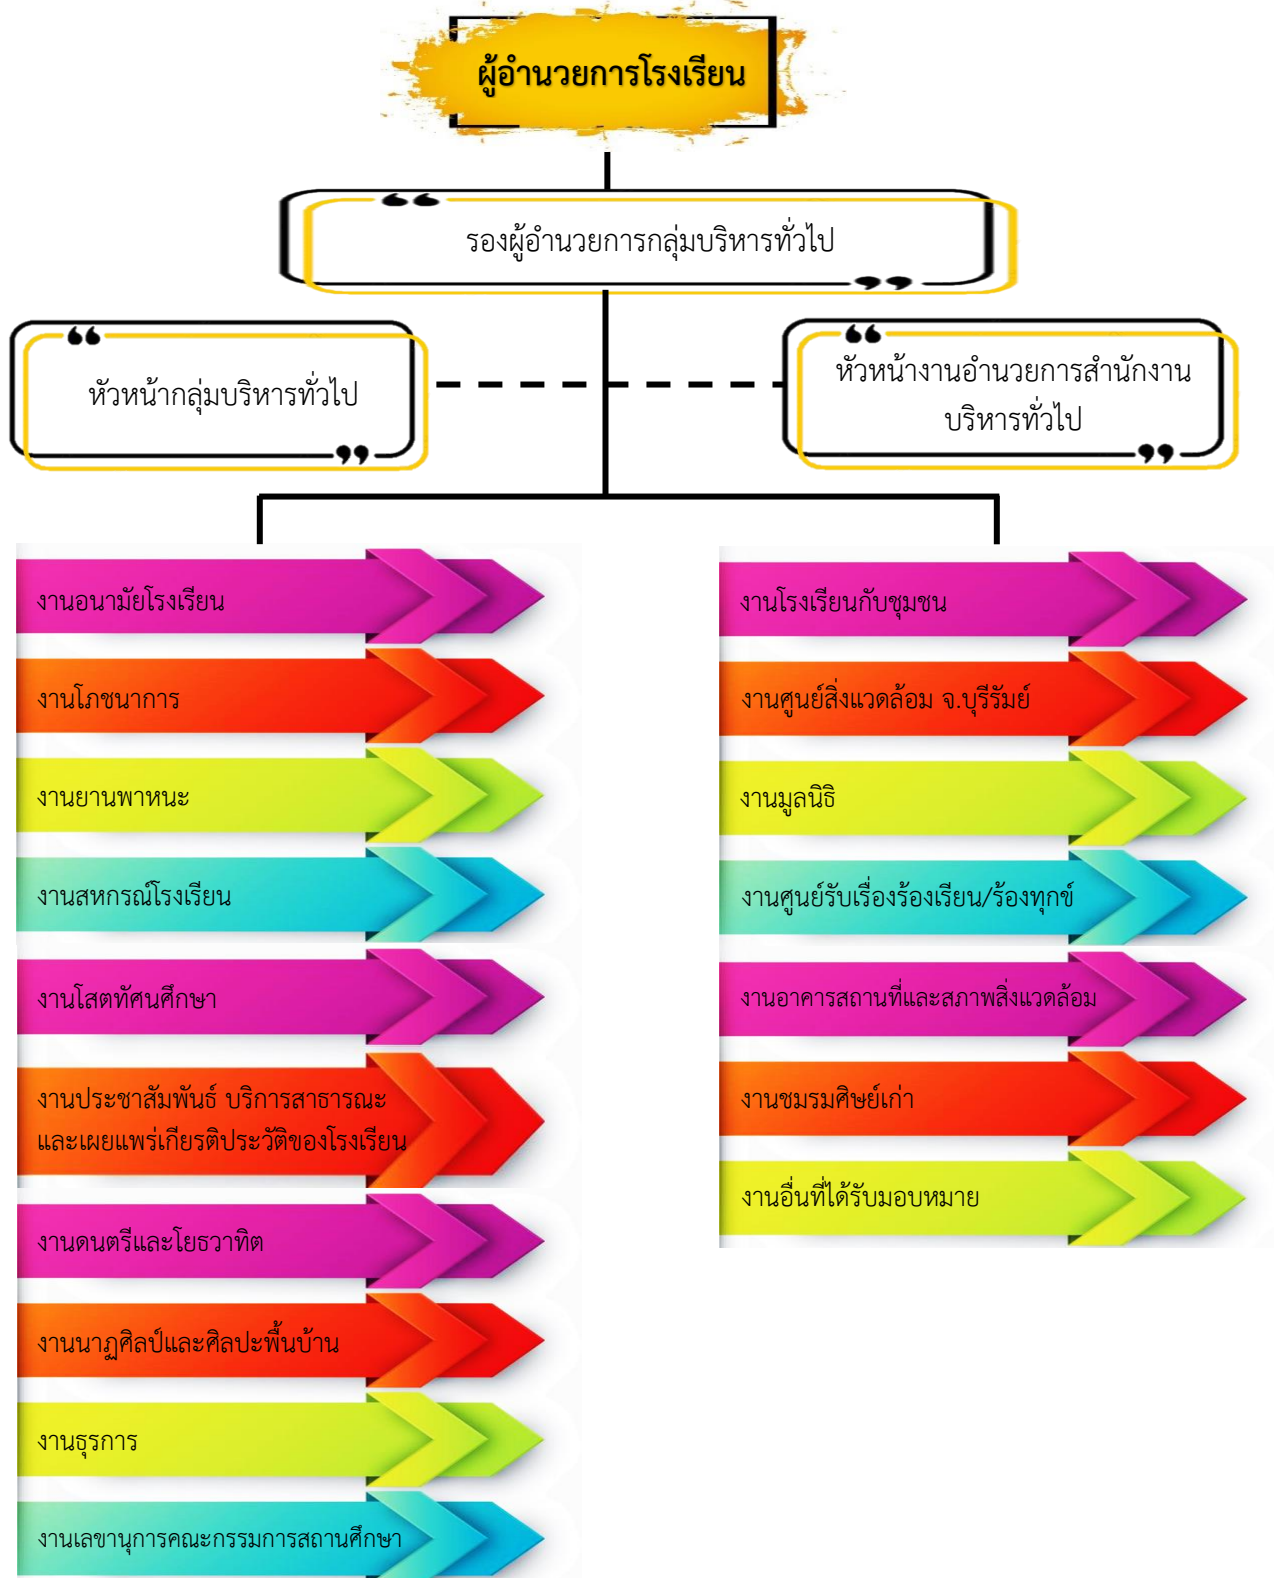 ผู้อำนวยการโรงเรียน
รองผู้อำนวยการกลุ่มบริหารทั่วไป
หัวหน้ากลุ่มบริหารทั่วไป
หัวหน้างานอำนวยการสำนักงาน
บริหารทั่วไป
งานอนามัยโรงเรียน
งานโภชนาการ
งานยานพาหนะ
งานสหกรณ์โรงเรียน
งานโสตทัศนศึกษา
งานประชาสัมพันธ์ บริการสาธารณะ
และเผยแพร่เกียรติประวัติของโรงเรียน
งานดนตรีและโยธวาทิต
งานนาฏศิลป์และศิลปะพื้นบ้าน
งานธุรการ
งานเลขานุการคณะกรรมการสถานศึกษา
งานโรงเรียนกับชุมชน
งานศูนย์สิ่งแวดล้อม จ.บุรีรัมย์
งานมูลนิธิ
งานศูนย์รับเรื่องร้องเรียน/ร้องทุกข์
งานอาคารสถานที่และสภาพสิ่งแวดล้อม
งานชมรมศิษย์เก่า
งานอื่นที่ได้รับมอบหมาย